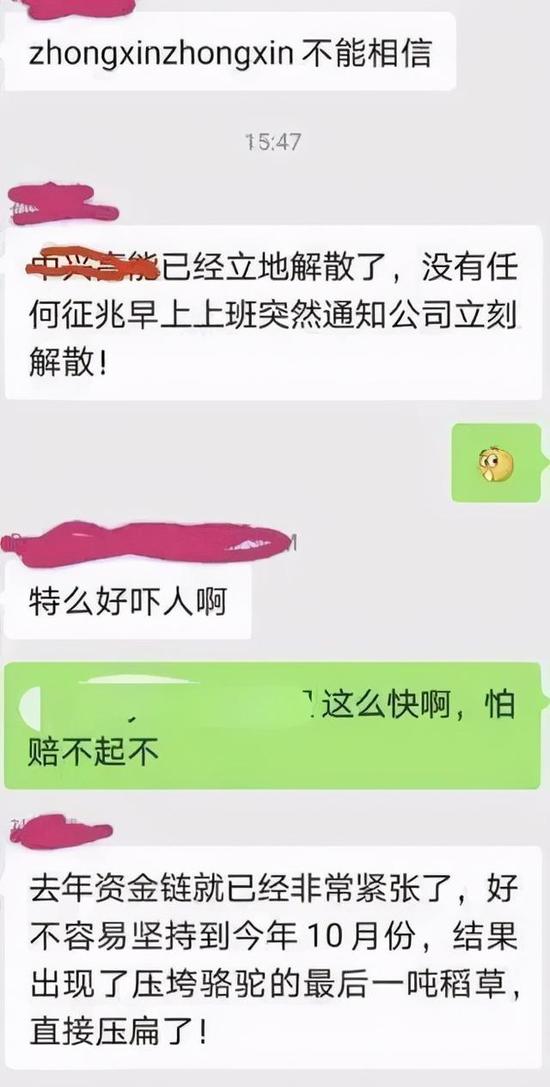 zhongxinzhongxin 不能相信
15:47
已经立地解散了，没有任
何征兆早上上班突然通知公司立刻
解散!
特么好吓人啊
这么快啊，怕
赔不起不
去年资金链就已经非常紧张了，好
不容易坚持到今年 10 月份，结果
出现了压垮骆驼的最后一吨稻草，
直接压扁了!